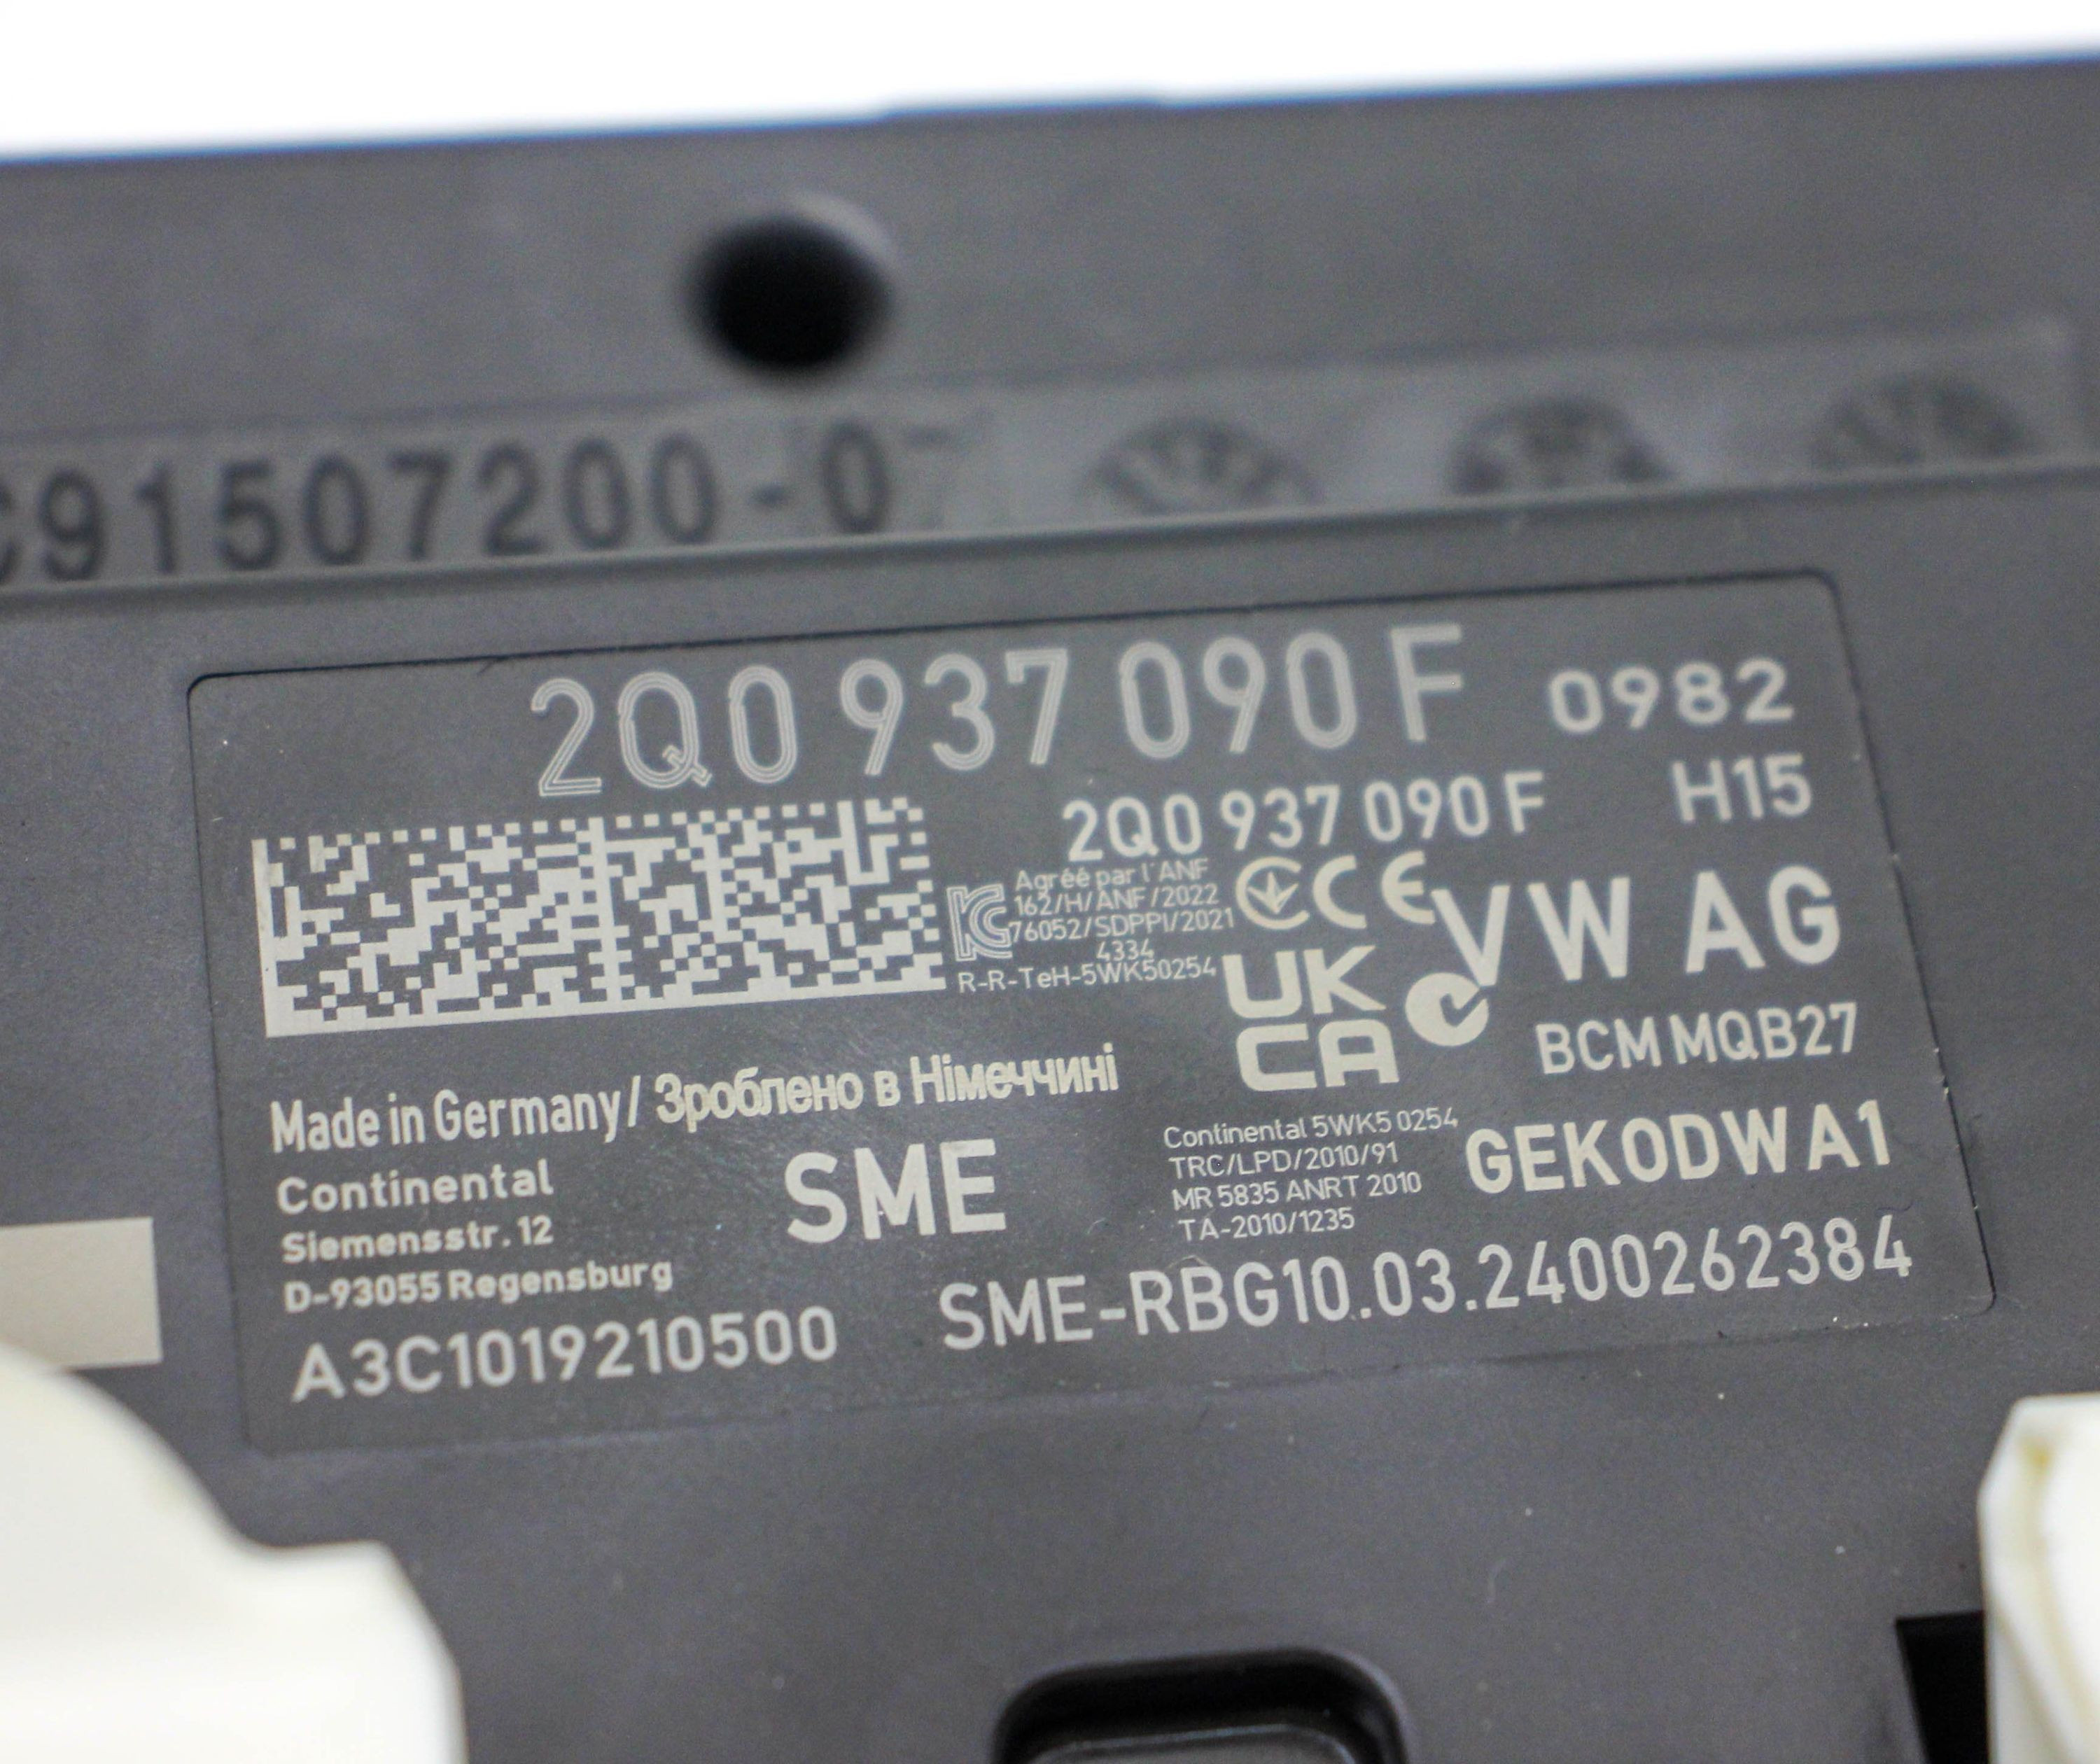 C91507200-0
2Q0 937 090 F 0982
2Q0 937 090 F H15
Agréé par l'ANF
162/H/ANF/2022
76052/SDPPI/2021
4334
R-R-TeH-5WK50254
CE
VW AG
UK
CA
BCM MQB27
Made in Germany/ Зроблено в Німеччині
Continental
Siemensstr. 12
D-93055 Regensburg
SME
Continental 5WK5 0254
TRC/LPD/2010/91
MR 5835 ANRT 2010
TA-2010/1235
GEK0DWA1
A3C1019210500
SME-RBG10.03.2400262384